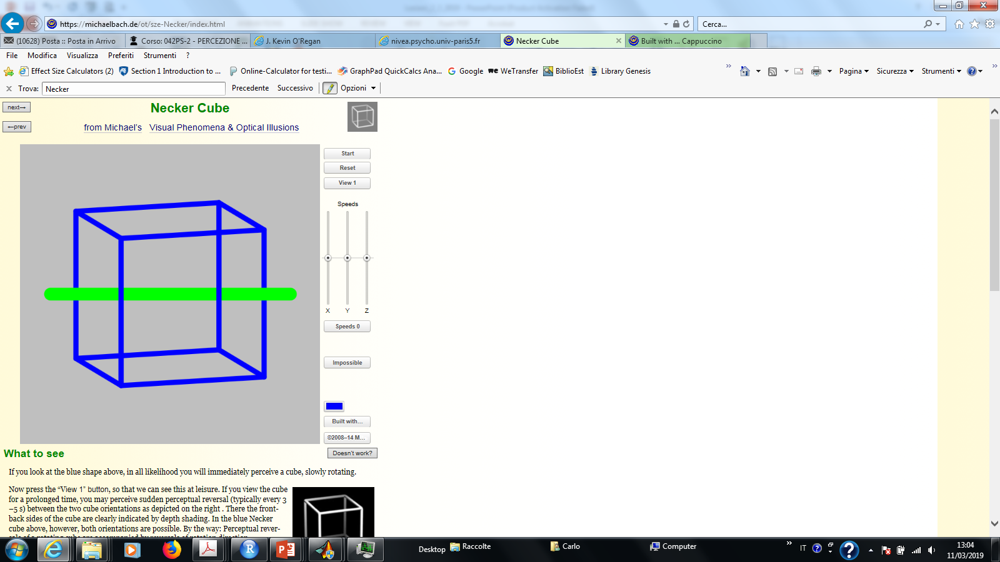 https://michaelbach.de/ot/sze-Necker/index.html
Cerca...
(10628) Posta :: Posta in Arrivo
Corso: 042PS-2 - PERCEZIONE ...
J. Kevin O'Regan
nivea.psycho.univ-paris5.fr
Necker Cube
Built with ... Cappuccino
File Modifica Visualizza Preferiti Strumenti ?
Effect Size Calculators (2) Section 1 Introduction to ... Online-Calculator for testi... GraphPad QuickCalcs Ana... Google WeTransfer BiblioEst Library Genesis
Pagina Sicurezza Strumenti
Trova: Necker Precedente Successivo Opzioni
next→
Necker Cube
←prev
from Michael's Visual Phenomena & Optical Illusions
Start
Reset
View 1
Speeds
X Y Z
Speeds 0
Impossible
Built with...
©2008–14 M...
What to see
Doesn't work?
If you look at the blue shape above, in all likelihood you will immediately perceive a cube, slowly rotating.
Now press the “View 1” button, so that we can see this at leisure. If you view the cube
for a prolonged time, you may perceive sudden perceptual reversal (typically every 3
–5 s) between the two cube orientations as depicted on the right . There the front-
back sides of the cube are clearly indicated by depth shading. In the blue Necker
cube above, however, both orientations are possible. By the way: Perceptual rever-
Desktop
Raccolte
Carlo
Computer
IT
13:04
11/03/2019